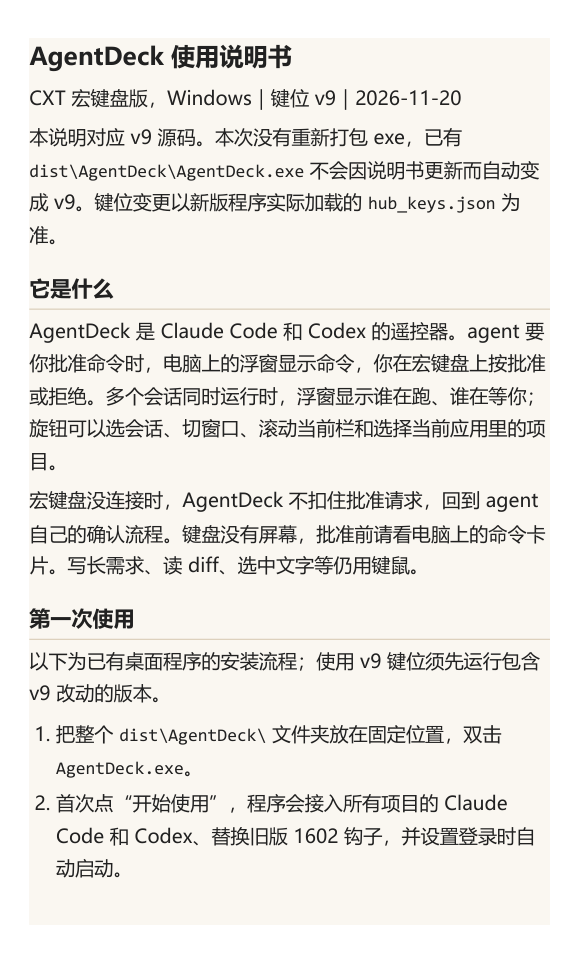 AgentDeck 使用说明书
CXT 宏键盘版，Windows｜键位 v9｜2026-11-20
本说明对应 v9 源码。本次没有重新打包 exe，已有
dist\AgentDeck\AgentDeck.exe 不会因说明书更新而自动变
成 v9。键位变更以新版程序实际加载的 hub_keys.json 为
准。
它是什么
AgentDeck 是 Claude Code 和 Codex 的遥控器。agent 要
你批准命令时，电脑上的浮窗显示命令，你在宏键盘上按批准
或拒绝。多个会话同时运行时，浮窗显示谁在跑、谁在等你；
旋钮可以选会话、切窗口、滚动当前栏和选择当前应用里的项
目。
宏键盘没连接时，AgentDeck 不扣住批准请求，回到 agent
自己的确认流程。键盘没有屏幕，批准前请看电脑上的命令卡
片。写长需求、读 diff、选中文字等仍用键鼠。
第一次使用
以下为已有桌面程序的安装流程；使用 v9 键位须先运行包含
v9 改动的版本。
1. 把整个 dist\AgentDeck\ 文件夹放在固定位置，双击
AgentDeck.exe。
2. 首次点“开始使用”，程序会接入所有项目的 Claude
Code 和 Codex、替换旧版 1602 钩子，并设置登录时自
动启动。